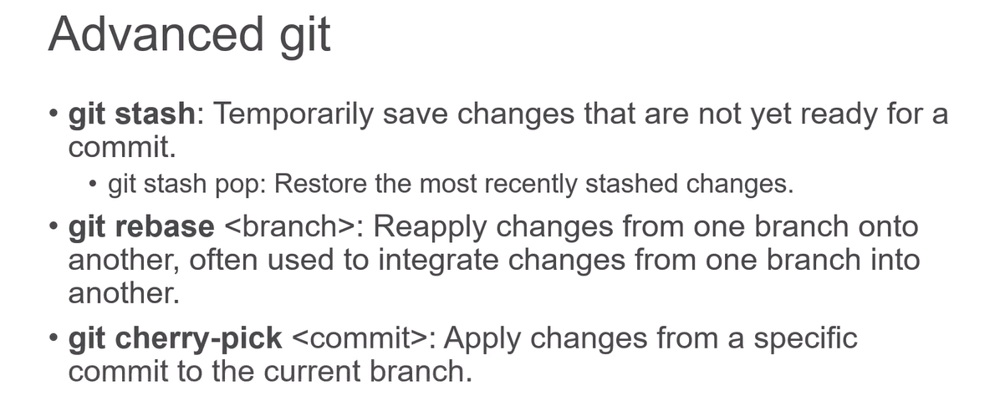 Advanced git
• git stash: Temporarily save changes that are not yet ready for a
commit.
• git stash pop: Restore the most recently stashed changes.
• git rebase <branch>: Reapply changes from one branch onto
another, often used to integrate changes from one branch into
another.
• git cherry-pick <commit>: Apply changes from a specific
commit to the current branch.